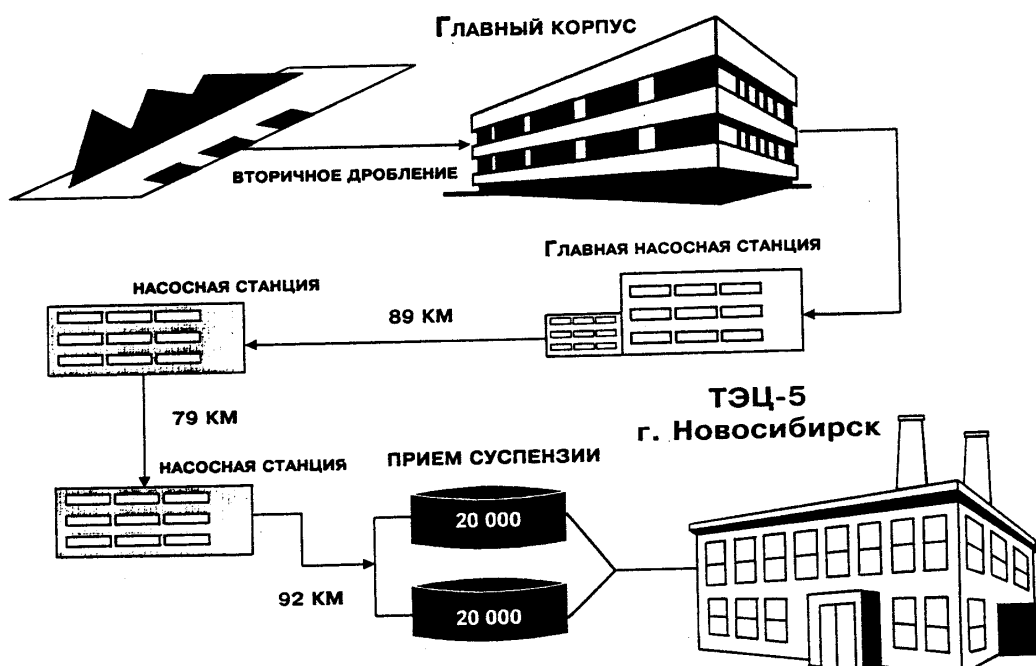 Главный корпус
вторичное дробление
Главная насосная станция
насосная станция
89 км
79 км
ТЭЦ-5
г. Новосибирск
насосная станция
прием суспензии
20 000
92 км
20 000